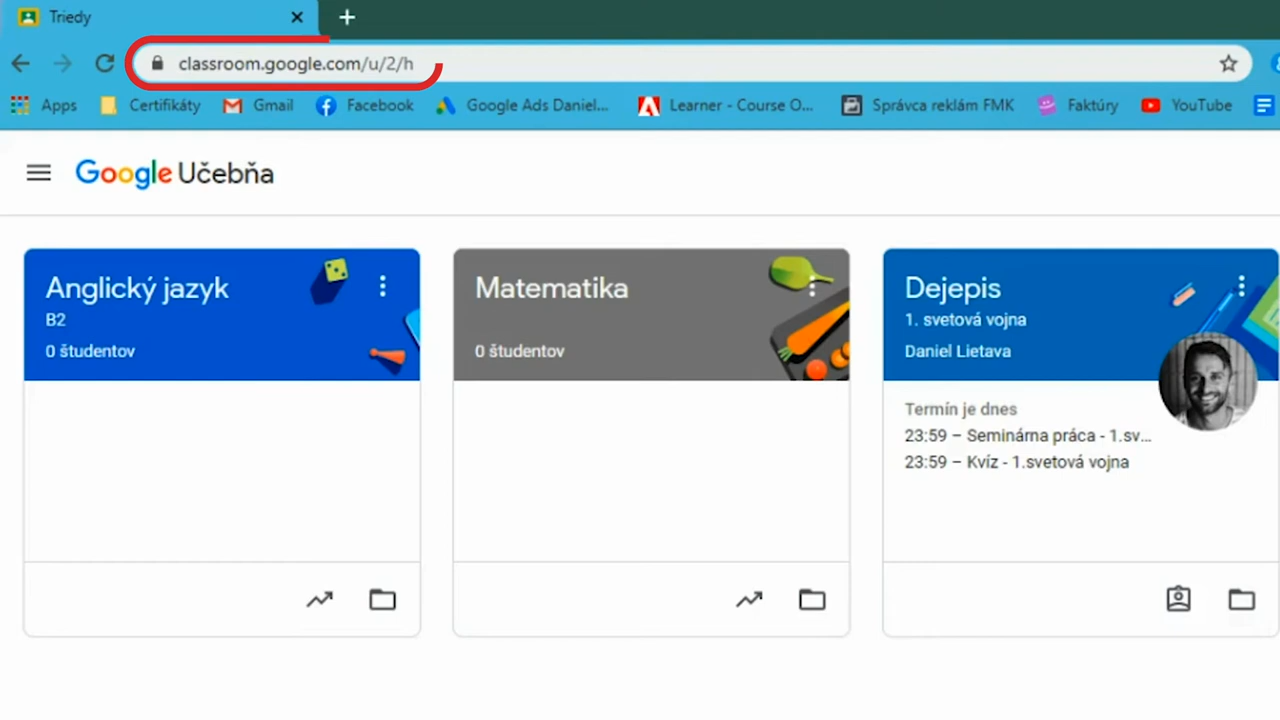 Triedy
classroom.google.com/u/2/h
Apps Certifikáty Gmail Facebook Google Ads Daniel... Learner - Course O... Správca reklám FMK Faktúry YouTube
Google Učebňa
Anglický jazyk
B2
0 študentov
Matematika
0 študentov
Dejepis
1. svetová vojna
Daniel Lietava
Termín je dnes
23:59 – Seminárna práca - 1.sv...
23:59 – Kvíz - 1.svetová vojna